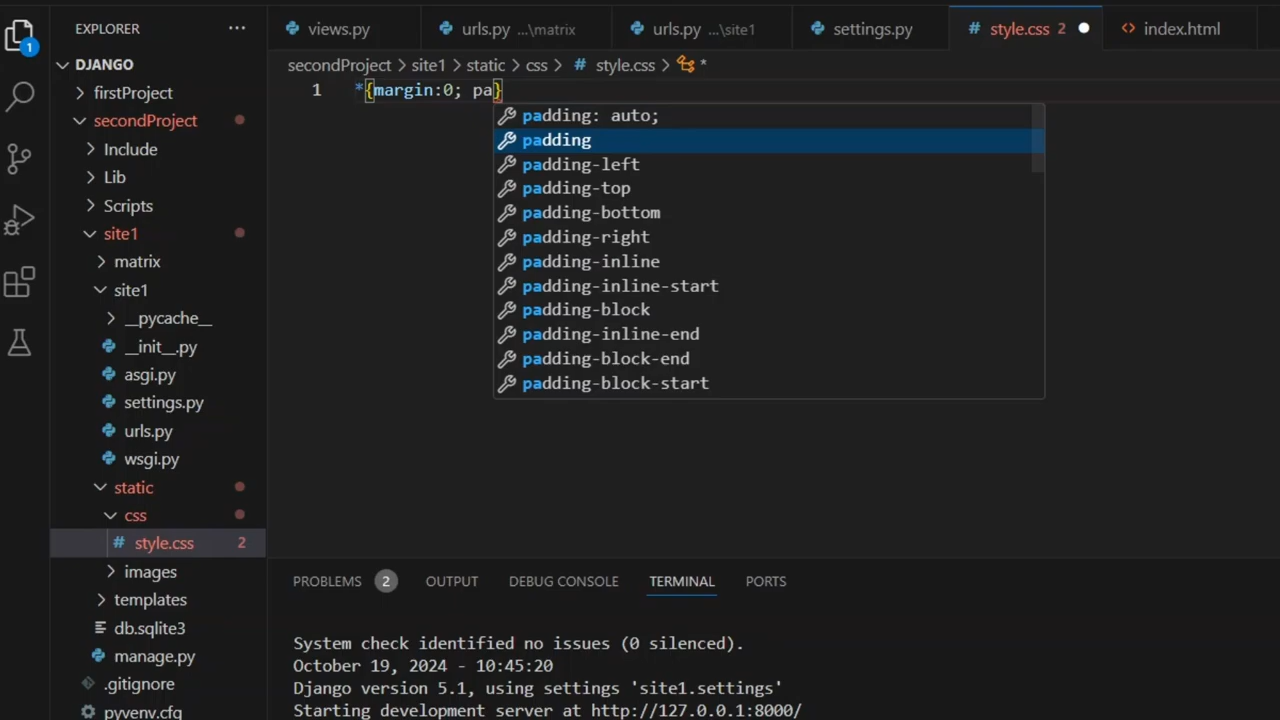 EXPLORER
1
DJANGO
firstProject
secondProject
Include
Lib
Scripts
site1
matrix
site1
__pycache__
__init__.py
asgi.py
settings.py
urls.py
wsgi.py
static
css
# style.css 2
images
templates
db.sqlite3
manage.py
.gitignore
pyvenv.cfg
views.py urls.py ...\matrix urls.py ...\site1 settings.py # style.css 2 index.html
secondProject > site1 > static > css > # style.css > *
1 *{margin:0; pa}
padding: auto;
padding
padding-left
padding-top
padding-bottom
padding-right
padding-inline
padding-inline-start
padding-block
padding-inline-end
padding-block-end
padding-block-start
PROBLEMS 2 OUTPUT DEBUG CONSOLE TERMINAL PORTS
System check identified no issues (0 silenced).
October 19, 2024 - 10:45:20
Django version 5.1, using settings 'site1.settings'
Starting development server at http://127.0.0.1:8000/